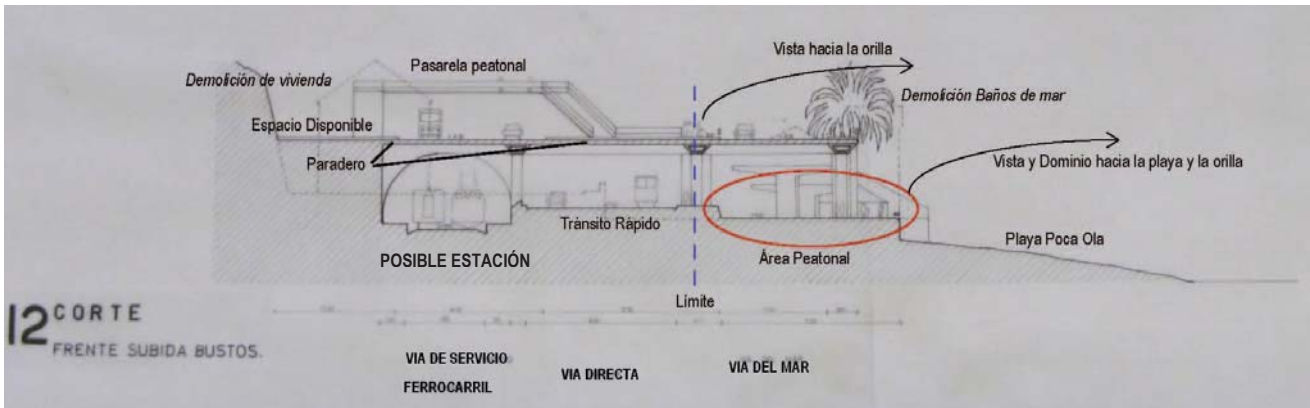 Vista hacia la orilla
Pasarela peatonal
Demolición de vivienda
Demolición Baños de mar
Espacio Disponible
Paradero
Vista y Dominio hacia la playa y la orilla
Tránsito Rápido
POSIBLE ESTACIÓN
Área Peatonal
Playa Poca Ola
Límite
12 CORTE
FRENTE SUBIDA BUSTOS.
VIA DE SERVICIO
FERROCARRIL
VIA DIRECTA
VIA DEL MAR